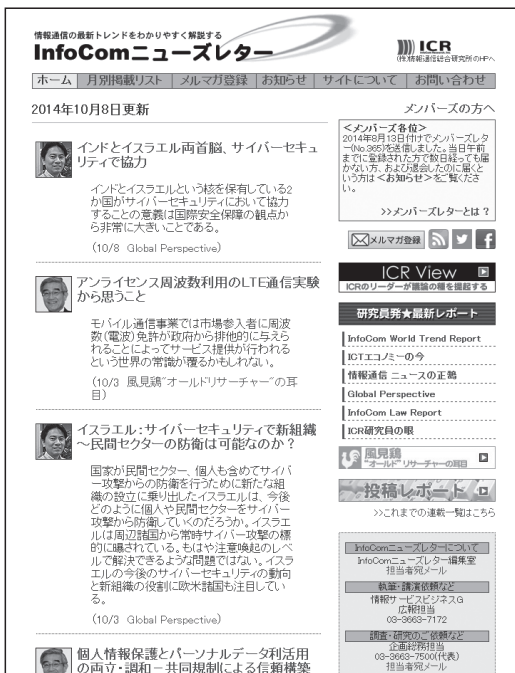 情報通信の最新トレンドをわかりやすく解説する
InfoComニューズレター
ICR
(株)情報通信総合研究所のHPへ
ホーム 月別掲載リスト メルマガ登録 お知らせ サイトについて お問い合わせ
2014年10月8日更新
インドとイスラエル両首脳、サイバーセキュ
リティで協力
インドとイスラエルという核を保有している2
か国がサイバーセキュリティにおいて協力
することの意義は国際安全保障の観点か
ら非常に大きいことである。
(10/8 Global Perspective)
アンライセンス周波数利用のLTE通信実験
から思うこと
モバイル通信事業では市場参入者に周波
数(電波)免許が政府から排他的に与えら
れることによってサービス提供が行われる
という世界の常識が覆るかもしれない。
(10/3 風見鶏“オールドリサーチャー”の耳
目)
イスラエル:サイバーセキュリティで新組織
～民間セクターの防衛は可能なのか?
国家が民間セクター、個人も含めてサイバ
ー攻撃からの防衛を行うために新たな組
織の設立に乗り出したイスラエルは、今後
どのように個人や民間セクターをサイバー
攻撃から防衛していくのだろうか。イスラエ
ルは周辺諸国から常時サイバー攻撃の標
的に曝されている。もはや注意喚起のレベ
ルで解決できるような問題ではない。イスラ
エルの今後のサイバーセキュリティの動向
と新組織の役割に欧米諸国も注目してい
る。
(10/3 Global Perspective)
個人情報保護とパーソナルデータ利活用
の両立・調和－共同規制による信頼構築
メンバーズの方へ
＜メンバーズ各位＞
2014年8月13日付けでメンバーズレタ
ー(No.365)を送信しました。当日午前
までに登録された方で数日経っても届
かない方、および退会したのに届くと
いう方は＜お知らせ＞をご覧くださ
い。
>>メンバーズレターとは?
メルマガ登録
ICR View
ICRのリーダーが議論の種を提起する
研究員発★最新レポート
InfoCom World Trend Report
ICTエコノミーの今
情報通信 ニュースの正鵠
Global Perspective
InfoCom Law Report
ICR研究員の眼
風見鶏
“オールド”リサーチャーの耳目
投稿レポート
>>これまでの連載一覧はこちら
InfoComニューズレターについて
InfoComニューズレター編集室
担当者宛メール
執筆・講演依頼など
情報サービスビジネスG
広報担当
03-3663-7172
調査・研究のご依頼など
企画総務担当
03-3663-7500(代表)
担当者宛メール